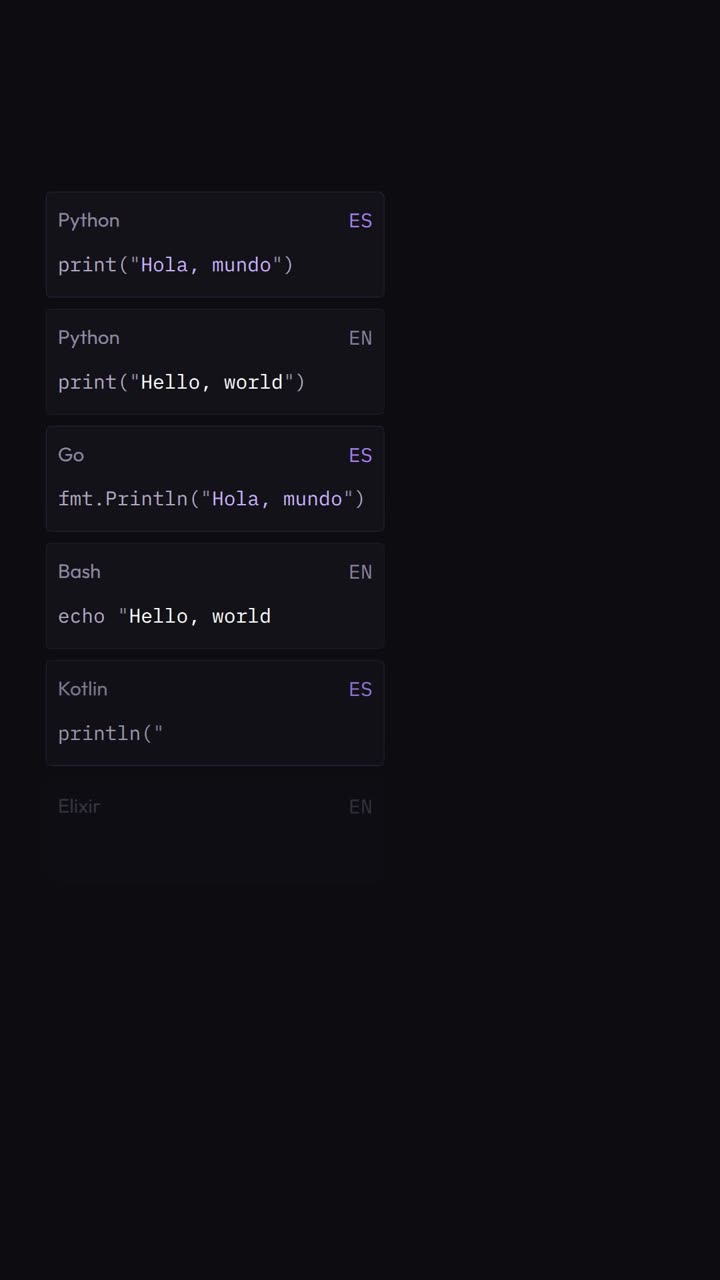 Python ES
print("Hola, mundo")
Python EN
print("Hello, world")
Go ES
fmt.Println("Hola, mundo")
Bash EN
echo "Hello, world
Kotlin ES
println("
Elixir EN